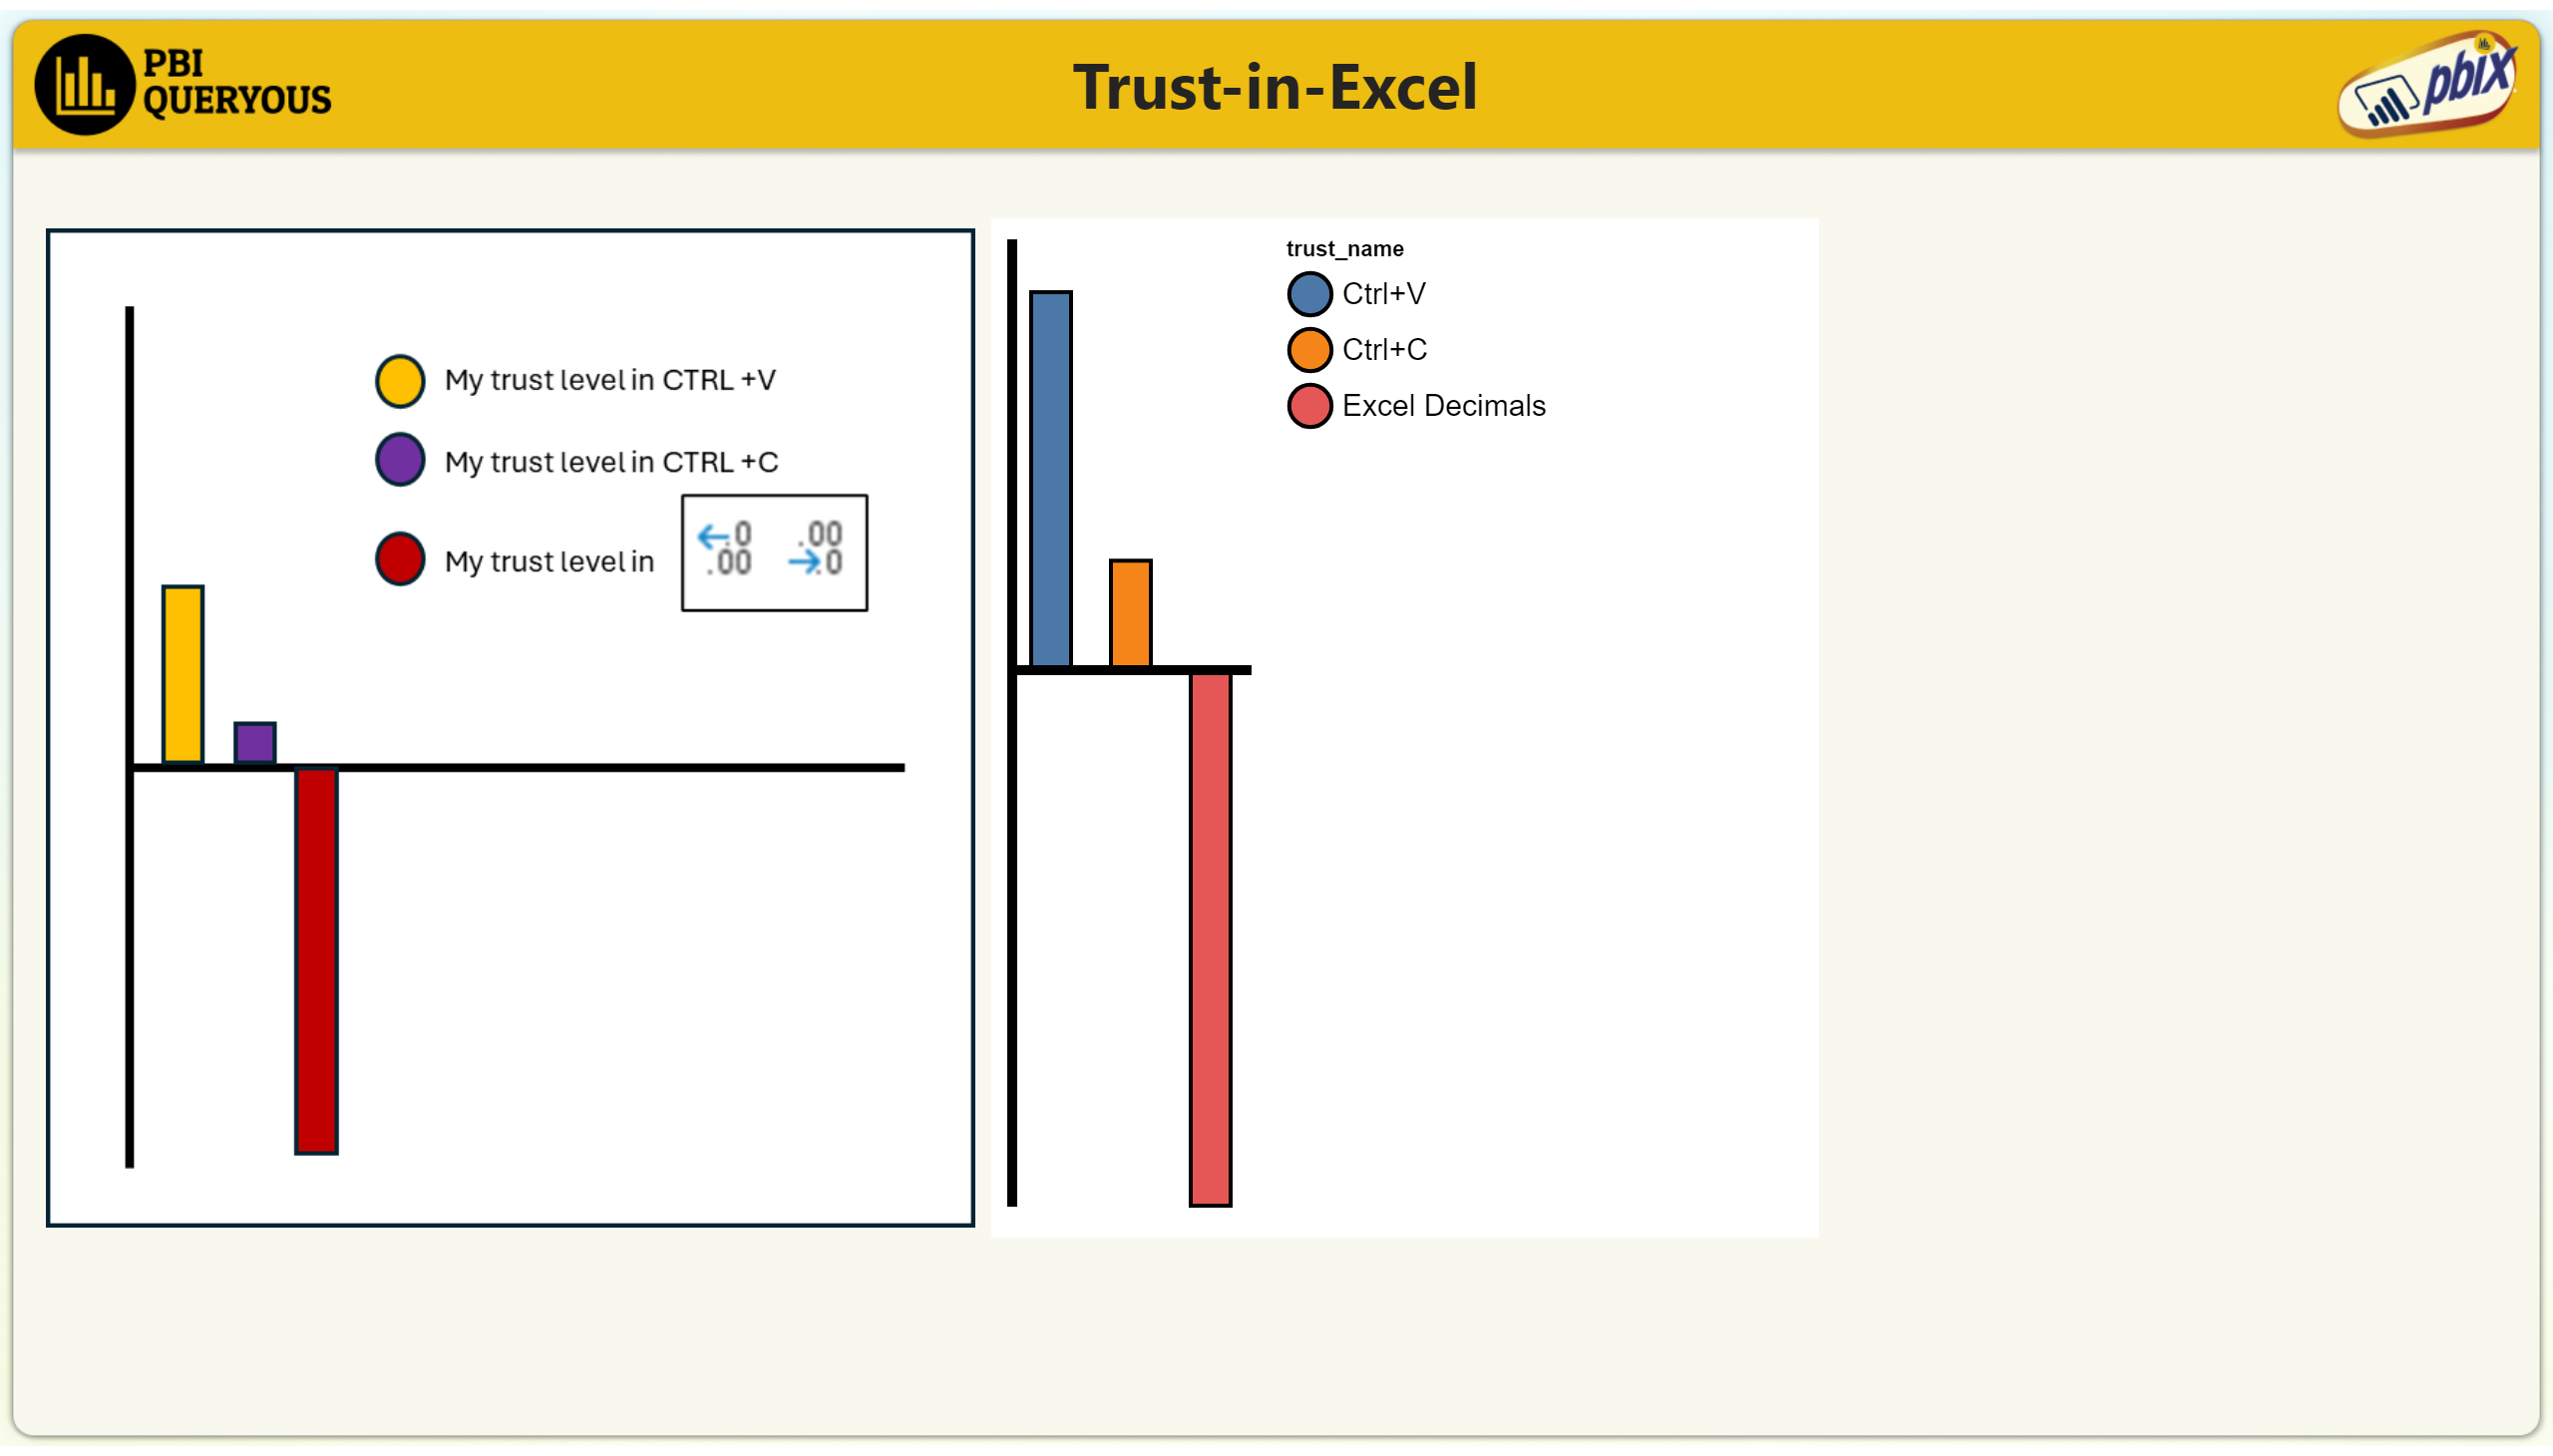 PBI
QUERYOUS
Trust-in-Excel
pbix
My trust level in CTRL +V
My trust level in CTRL +C
My trust level in
.0 .00
.00 .0
trust_name
Ctrl+V
Ctrl+C
Excel Decimals